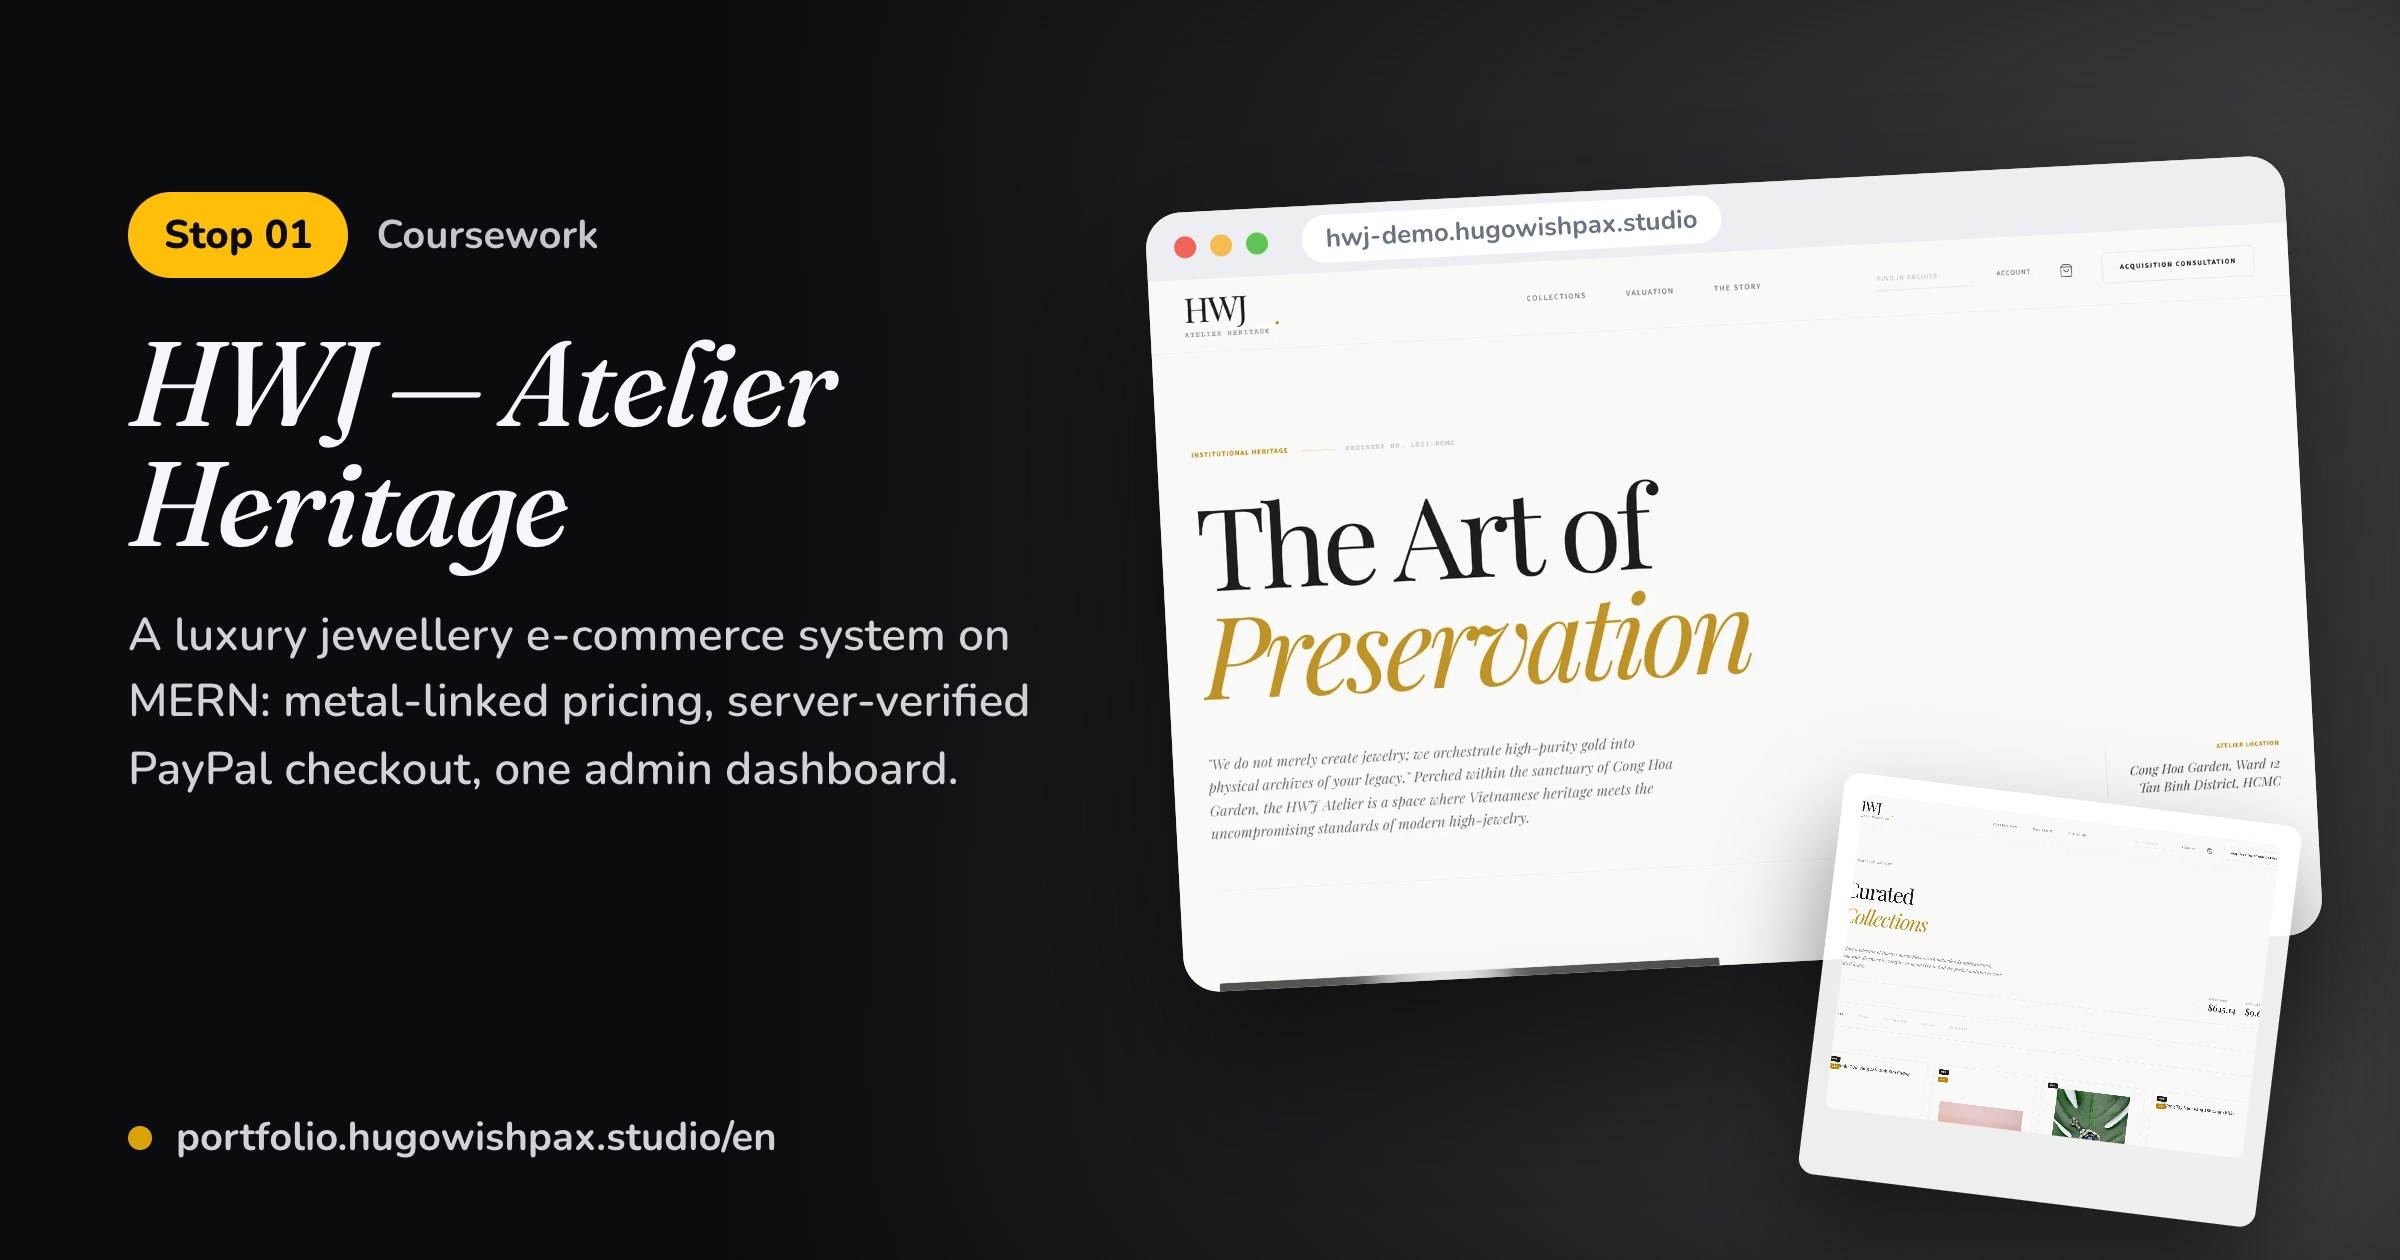 Stop 01
Coursework
HWJ — Atelier
Heritage
A luxury jewellery e-commerce system on
MERN: metal-linked pricing, server-verified
PayPal checkout, one admin dashboard.
portfolio.hugowishpax.studio/en
hwj-demo.hugowishpax.studio
HWJ
ATELIER HERITAGE
COLLECTIONS
VALUATION
THE STORY
FIND IN ARCHIVE
ACCOUNT
ACQUISITION CONSULTATION
INSTITUTIONAL HERITAGE
The Art of
Preservation
"We do not merely create jewelry; we orchestrate high-purity gold into
physical archives of your legacy." Perched within the sanctuary of Cong Hoa
Garden, the HWJ Atelier is a space where Vietnamese heritage meets the
uncompromising standards of modern high-jewelry.
ATELIER LOCATION
Cong Hoa Garden, Ward 12
Tan Binh District, HCMC
HWJ
Curated
Collections
$645.14